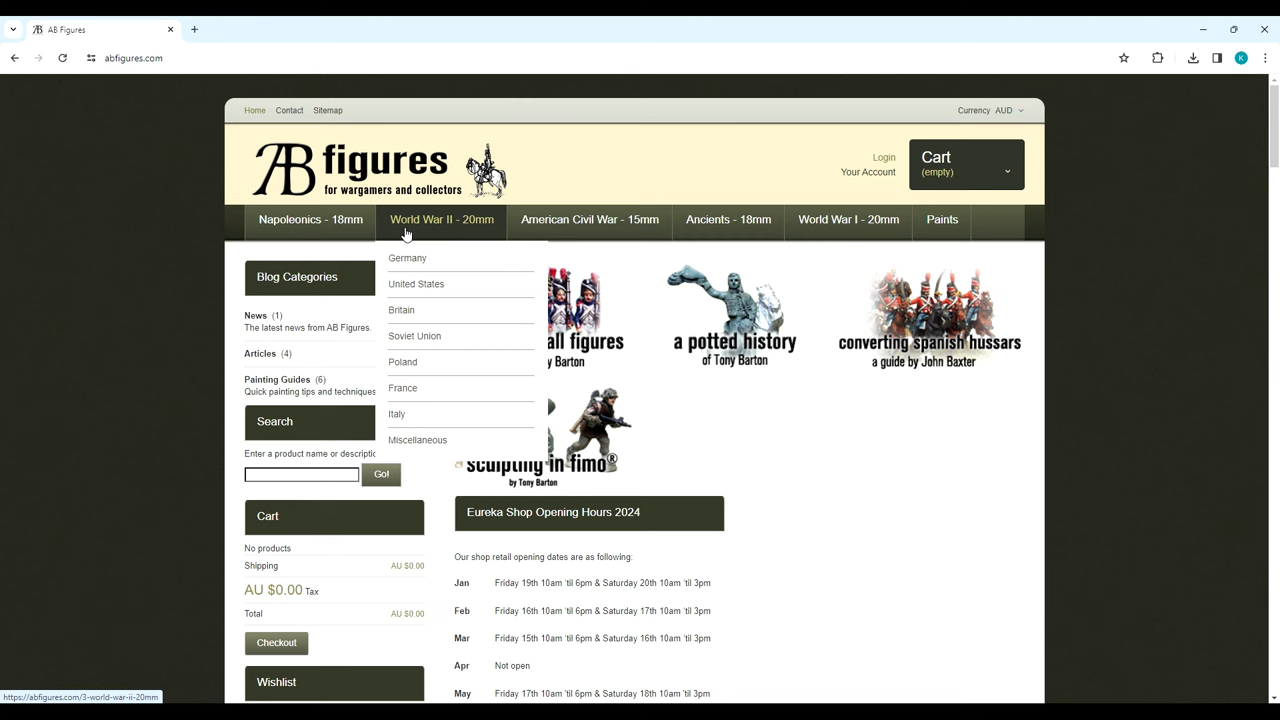 AB Figures
abfigures.com
K
Home Contact Sitemap
Currency AUD
AB figures
for wargamers and collectors
Login
Your Account
Cart
(empty)
Napoleonics - 18mm
World War II - 20mm
American Civil War - 15mm
Ancients - 18mm
World War I - 20mm
Paints
Germany
United States
Britain
Soviet Union
Poland
France
Italy
Miscellaneous
Blog Categories
News (1)
The latest news from AB Figures.
Articles (4)
Painting Guides (6)
Quick painting tips and techniques
Search
Enter a product name or descriptic
Go!
Cart
No products
Shipping AU $0.00
AU $0.00 Tax
Total AU $0.00
Checkout
Wishlist
all figures
y Barton
a potted history
of Tony Barton
converting spanish hussars
a guide by John Baxter
sculpting in fimo®
by Tony Barton
Eureka Shop Opening Hours 2024
Our shop retail opening dates are as following:
Jan Friday 19th 10am 'til 6pm & Saturday 20th 10am 'til 3pm
Feb Friday 16th 10am 'til 6pm & Saturday 17th 10am 'til 3pm
Mar Friday 15th 10am 'til 6pm & Saturday 16th 10am 'til 3pm
Apr Not open
May Friday 17th 10am 'til 6pm & Saturday 18th 10am 'til 3pm
https://abfigures.com/3-world-war-ii-20mm